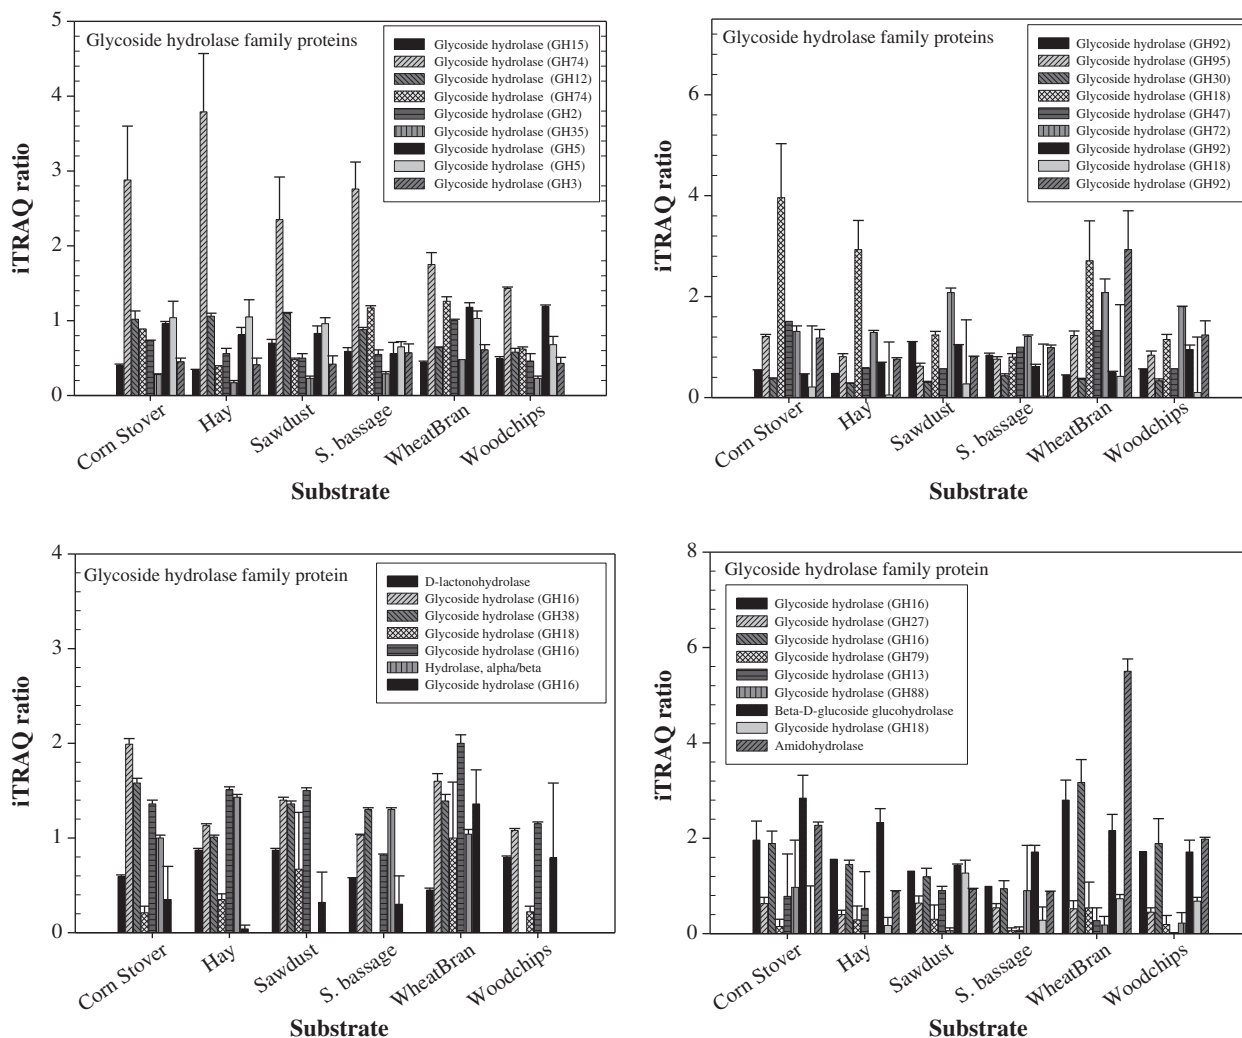 5
4
3
2
1
0
iTRAQ ratio
Glycoside hydrolase family proteins
Glycoside hydrolase (GH15)
Glycoside hydrolase (GH74)
Glycoside hydrolase (GH12)
Glycoside hydrolase (GH74)
Glycoside hydrolase (GH2)
Glycoside hydrolase (GH35)
Glycoside hydrolase (GH5)
Glycoside hydrolase (GH5)
Glycoside hydrolase (GH3)
Corn Stover
Hay
Sawdust
S. bassage
WheatBran
Woodchips
Substrate
6
4
2
0
iTRAQ ratio
Glycoside hydrolase family proteins
Glycoside hydrolase (GH92)
Glycoside hydrolase (GH95)
Glycoside hydrolase (GH30)
Glycoside hydrolase (GH18)
Glycoside hydrolase (GH47)
Glycoside hydrolase (GH72)
Glycoside hydrolase (GH92)
Glycoside hydrolase (GH18)
Glycoside hydrolase (GH92)
Corn Stover
Hay
Sawdust
S. bassage
WheatBran
Woodchips
Substrate
4
3
2
1
0
iTRAQ ratio
Glycoside hydrolase family protein
D-lactonohydrolase
Glycoside hydrolase (GH16)
Glycoside hydrolase (GH38)
Glycoside hydrolase (GH18)
Glycoside hydrolase (GH16)
Hydrolase, alpha/beta
Glycoside hydrolase (GH16)
Corn Stover
Hay
Sawdust
S. bassage
WheatBran
Woodchips
Substrate
8
6
4
2
0
iTRAQ ratio
Glycoside hydrolase family protein
Glycoside hydrolase (GH16)
Glycoside hydrolase (GH27)
Glycoside hydrolase (GH16)
Glycoside hydrolase (GH79)
Glycoside hydrolase (GH13)
Glycoside hydrolase (GH88)
Beta-D-glucoside glucohydrolase
Glycoside hydrolase (GH18)
Amidohydrolase
Corn Stover
Hay
Sawdust
S. bassage
WheatBran
Woodchips
Substrate